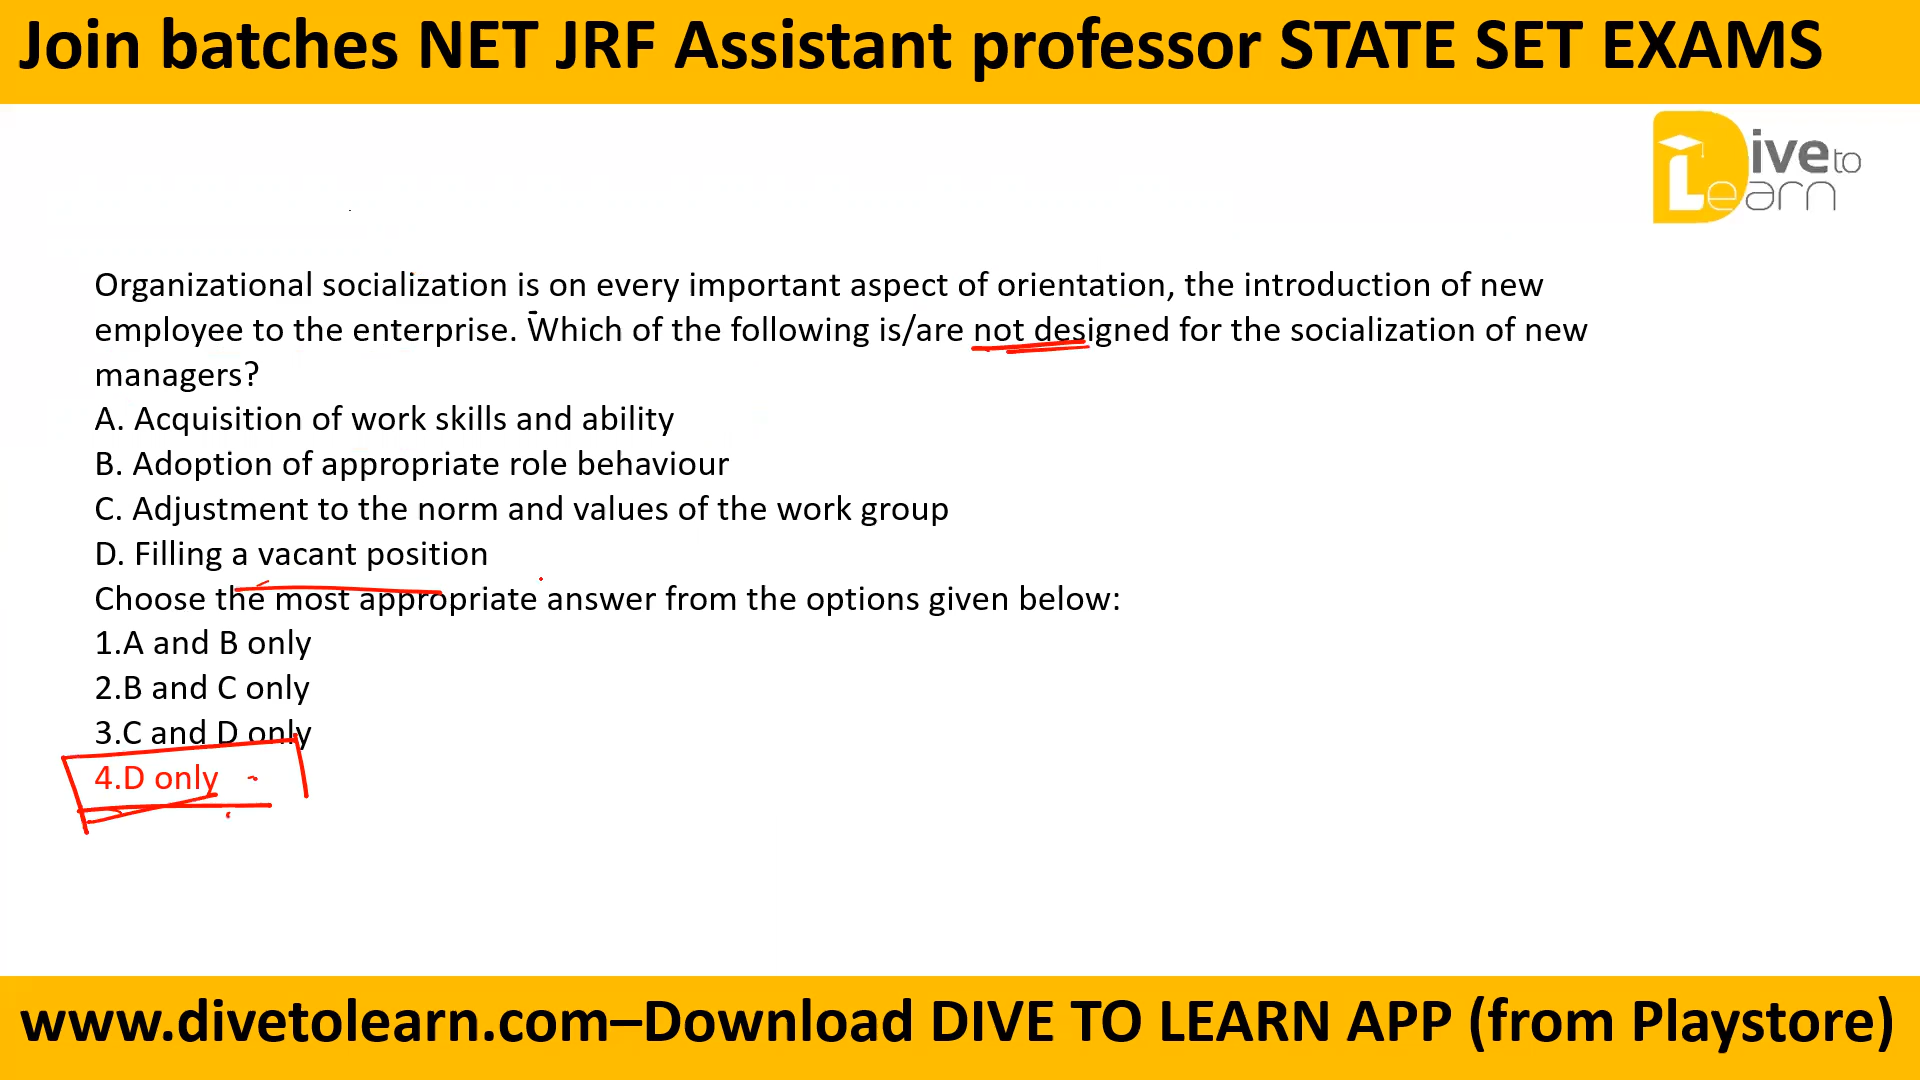 Join batches NET JRF Assistant professor STATE SET EXAMS
Dive to
Learn
Organizational socialization is on every important aspect of orientation, the introduction of new
employee to the enterprise. Which of the following is/are not designed for the socialization of new
managers?
A. Acquisition of work skills and ability
B. Adoption of appropriate role behaviour
C. Adjustment to the norm and values of the work group
D. Filling a vacant position
Choose the most appropriate answer from the options given below:
1.A and B only
2.B and C only
3.C and D only
4.D only
www.divetolearn.com–Download DIVE TO LEARN APP (from Playstore)